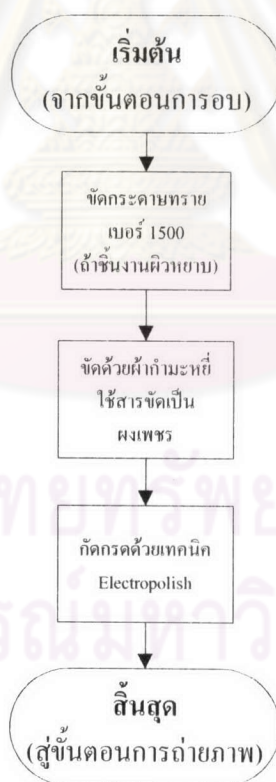 เริ่มต้น
(จากขั้นตอนการอบ)
ขัดกระดาษทราย
เบอร์ 1500
(ถ้าชิ้นงานผิวหยาบ)
ขัดด้วยผ้ากำมะหยี่
ใช้สารขัดเป็น
ผงเพชร
กัดกรดด้วยเทคนิค
Electropolish
สิ้นสุด
(สู่ขั้นตอนการถ่ายภาพ)